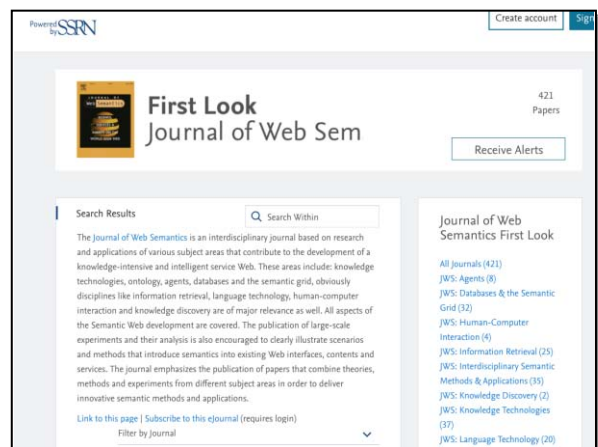 Powered by SSRN
Create account
Sign
JOURNAL OF
Web Semantics
First Look
Journal of Web Sem
421
Papers
Receive Alerts
Search Results
Search Within
The Journal of Web Semantics is an interdisciplinary journal based on research
and applications of various subject areas that contribute to the development of a
knowledge-intensive and intelligent service Web. These areas include: knowledge
technologies, ontology, agents, databases and the semantic grid, obviously
disciplines like information retrieval, language technology, human-computer
interaction and knowledge discovery are of major relevance as well. All aspects of
the Semantic Web development are covered. The publication of large-scale
experiments and their analysis is also encouraged to clearly illustrate scenarios
and methods that introduce semantics into existing Web interfaces, contents and
services. The journal emphasizes the publication of papers that combine theories,
methods and experiments from different subject areas in order to deliver
innovative semantic methods and applications.
Link to this page | Subscribe to this eJournal (requires login)
Filter by Journal
Journal of Web
Semantics First Look
All Journals (421)
JWS: Agents (8)
JWS: Databases & the Semantic
Grid (32)
JWS: Human-Computer
Interaction (4)
JWS: Information Retrieval (25)
JWS: Interdisciplinary Semantic
Methods & Applications (35)
JWS: Knowledge Discovery (2)
JWS: Knowledge Technologies
(37)
JWS: Language Technology (20)